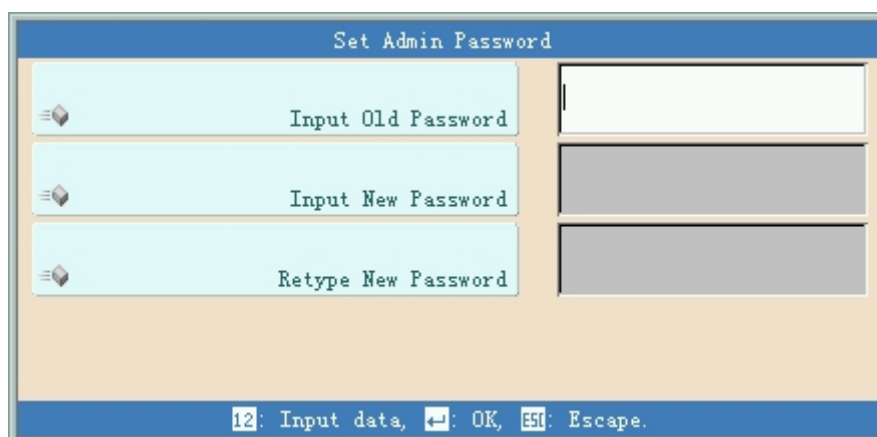 Set Admin Password
Input Old Password
Input New Password
Retype New Password
12: Input data, ↵: OK, ESC: Escape.